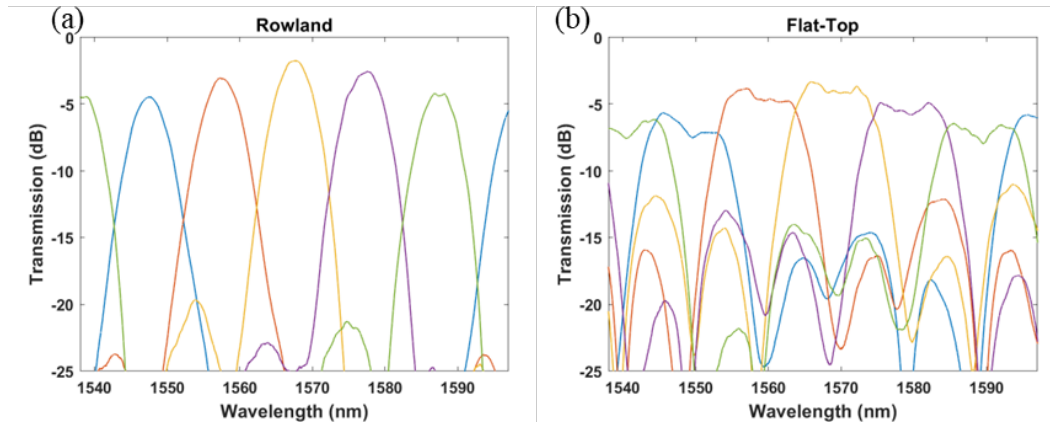 (a)
Rowland
0
-5
-10
-15
-20
-25
Transmission (dB)
1540 1550 1560 1570 1580 1590
Wavelength (nm)
(b)
Flat-Top
0
-5
-10
-15
-20
-25
Transmission (dB)
1540 1550 1560 1570 1580 1590
Wavelength (nm)